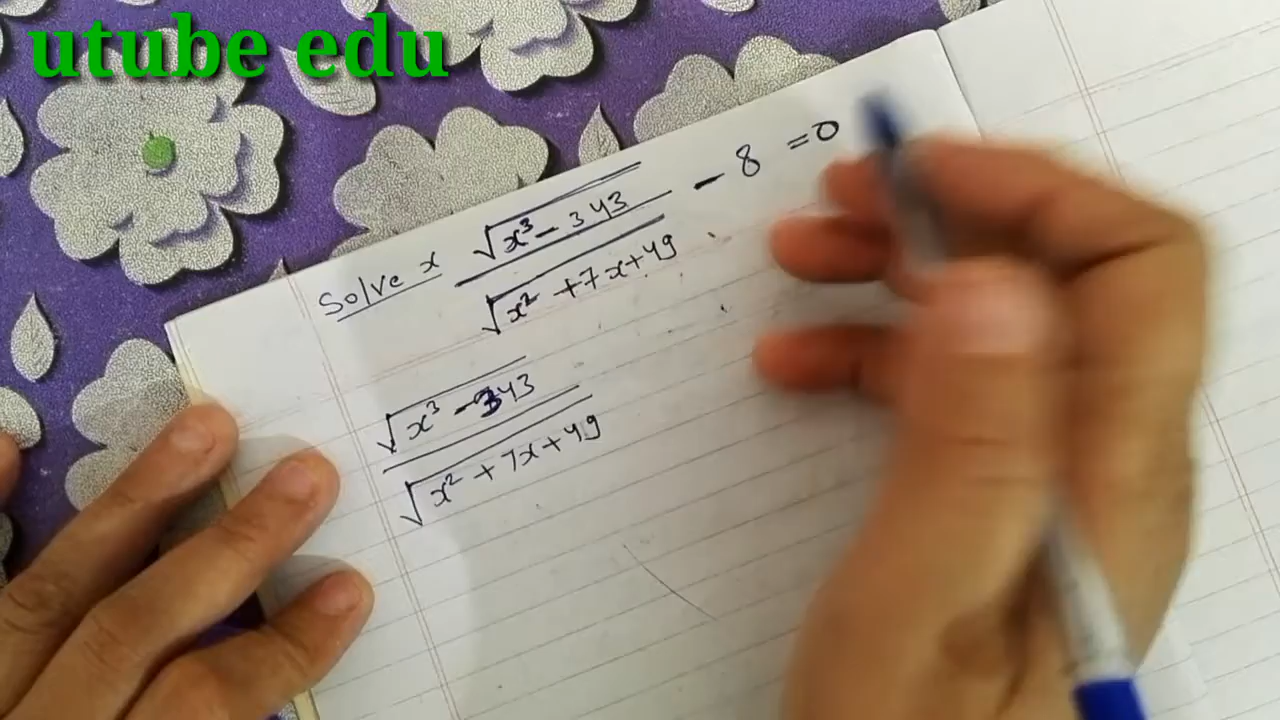 utube edu
Solve x √x³ - 343 / √x² + 7x + 49 - 8 = 0
√x³ - 343 / √x² + 7x + 49